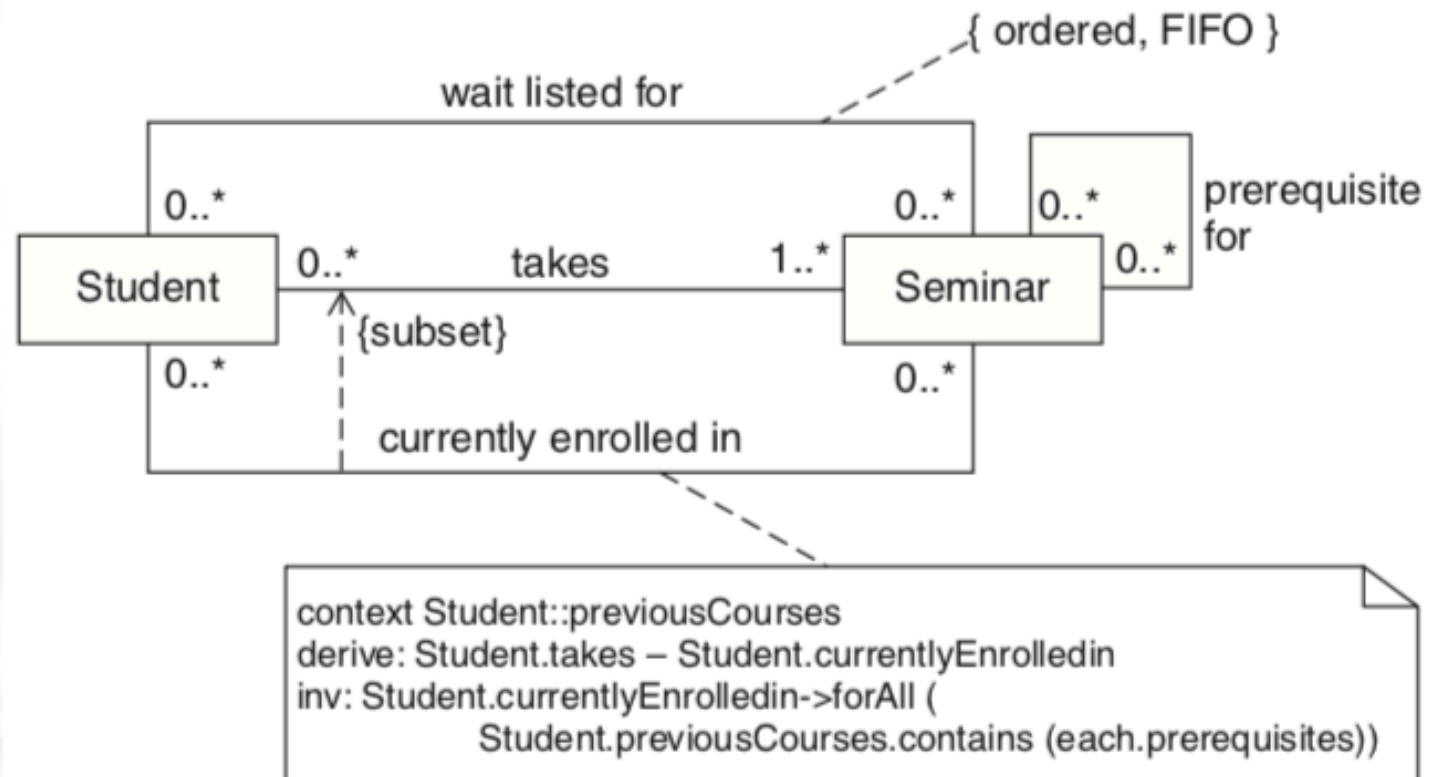 { ordered, FIFO }
wait listed for
0..*
0..*
0..*
prerequisite
for
0..*
Student
0..*
takes
1..*
Seminar
{subset}
0..*
0..*
currently enrolled in
context Student::previousCourses
derive: Student.takes – Student.currentlyEnrolledin
inv: Student.currentlyEnrolledin->forAll (
Student.previousCourses.contains (each.prerequisites))